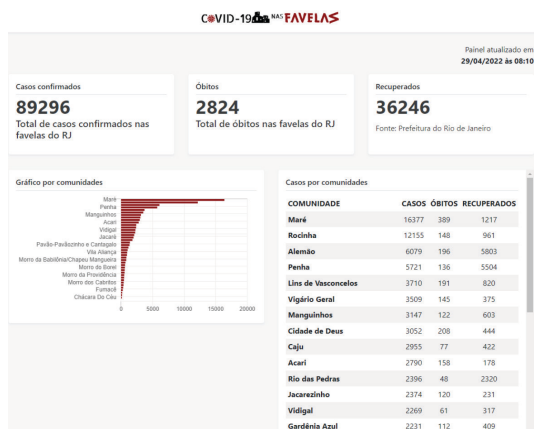 COVID-19 NAS FAVELAS
Painel atualizado em
29/04/2022 às 08:10
Casos confirmados
89296
Total de casos confirmados nas
favelas do RJ
Óbitos
2824
Total de óbitos nas favelas do RJ
Recuperados
36246
Fonte: Prefeitura do Rio de Janeiro
Gráfico por comunidades
Maré
Penha
Manguinhos
Acari
Vidigal
Jacaré
Pavão-Pavãozinho e Cantagalo
Vila Aliança
Morro da Babilônia/Chapeu Mangueira
Morro do Borel
Morro da Providência
Morro dos Cabritos
Fumacê
Chácara Do Céu
0 5000 10000 15000 20000
Casos por comunidades
COMUNIDADE CASOS ÓBITOS RECUPERADOS
Maré 16377 389 1217
Rocinha 12155 148 961
Alemão 6079 196 5803
Penha 5721 136 5504
Lins de Vasconcelos 3710 191 820
Vigário Geral 3509 145 375
Manguinhos 3147 122 603
Cidade de Deus 3052 208 444
Caju 2955 77 422
Acari 2790 158 178
Rio das Pedras 2396 48 2320
Jacarezinho 2374 120 231
Vidigal 2269 61 317
Gardênia Azul 2231 112 409